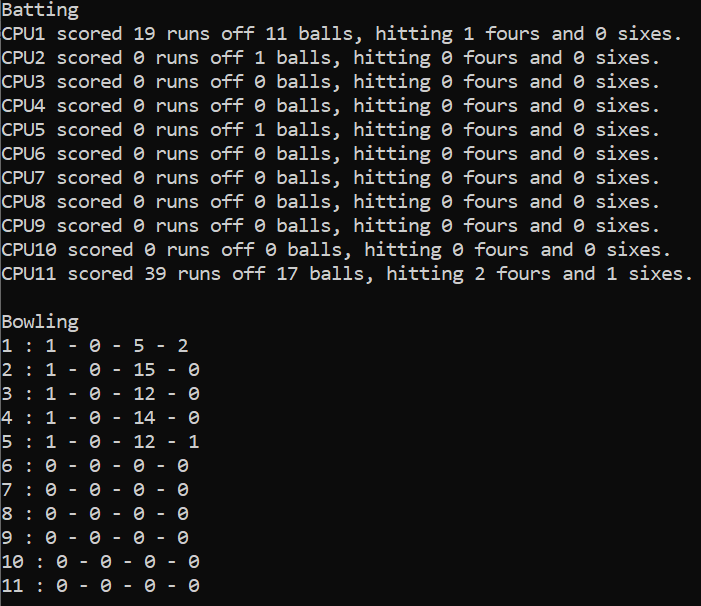 Batting
CPU1 scored 19 runs off 11 balls, hitting 1 fours and 0 sixes.
CPU2 scored 0 runs off 1 balls, hitting 0 fours and 0 sixes.
CPU3 scored 0 runs off 0 balls, hitting 0 fours and 0 sixes.
CPU4 scored 0 runs off 0 balls, hitting 0 fours and 0 sixes.
CPU5 scored 0 runs off 1 balls, hitting 0 fours and 0 sixes.
CPU6 scored 0 runs off 0 balls, hitting 0 fours and 0 sixes.
CPU7 scored 0 runs off 0 balls, hitting 0 fours and 0 sixes.
CPU8 scored 0 runs off 0 balls, hitting 0 fours and 0 sixes.
CPU9 scored 0 runs off 0 balls, hitting 0 fours and 0 sixes.
CPU10 scored 0 runs off 0 balls, hitting 0 fours and 0 sixes.
CPU11 scored 39 runs off 17 balls, hitting 2 fours and 1 sixes.

Bowling
1 : 1 - 0 - 5 - 2
2 : 1 - 0 - 15 - 0
3 : 1 - 0 - 12 - 0
4 : 1 - 0 - 14 - 0
5 : 1 - 0 - 12 - 1
6 : 0 - 0 - 0 - 0
7 : 0 - 0 - 0 - 0
8 : 0 - 0 - 0 - 0
9 : 0 - 0 - 0 - 0
10 : 0 - 0 - 0 - 0
11 : 0 - 0 - 0 - 0